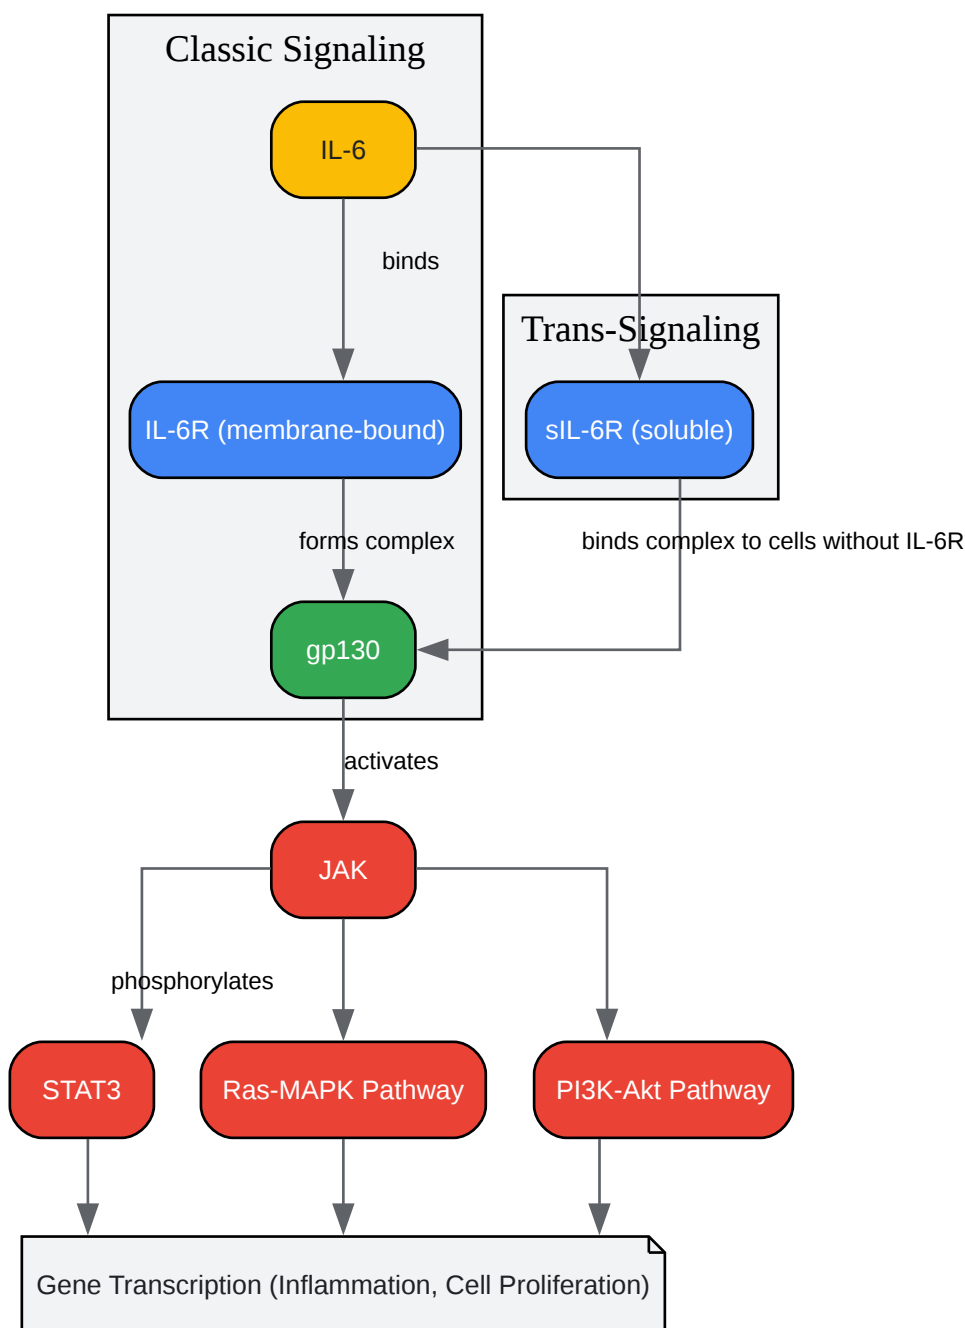 Classic Signaling
IL-6
binds
Trans-Signaling
IL-6R (membrane-bound)
sIL-6R (soluble)
forms complex
binds complex to cells without IL-6R
gp130
activates
JAK
phosphorylates
STAT3
Ras-MAPK Pathway
PI3K-Akt Pathway
Gene Transcription (Inflammation, Cell Proliferation)